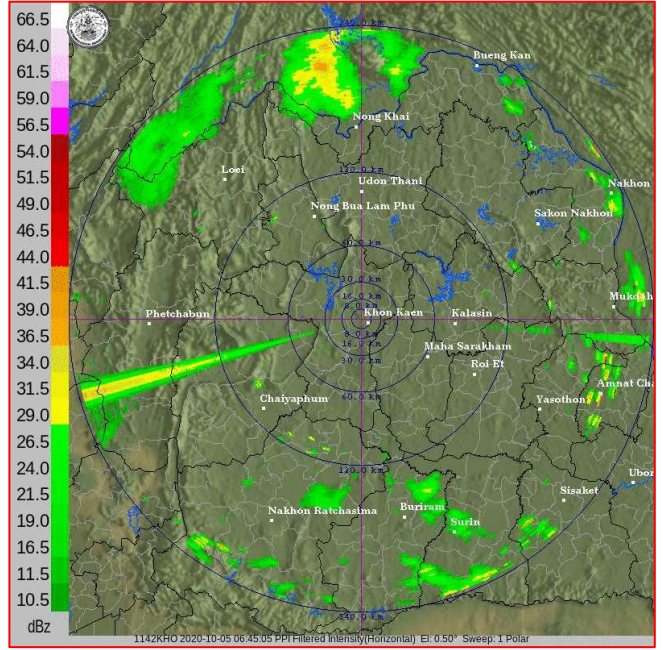 66.5
64.0
61.5
59.0
56.5
54.0
51.5
49.0
46.5
44.0
41.5
39.0
36.5
34.0
31.5
29.0
26.5
24.0
21.5
19.0
16.5
11.5
10.5
dBz
Bueng Kan
Nong Khai
Loei
Udon Thani
Nakhon
Nong Bua Lam Phu
Sakon Nakhon
30.0 km
Phetchabun
Khon Kaen
Kalasin
Maha Sarakham
30.0 km
Roi-Et
Amnat Cha
Chaiyaphum
60.0 km
Yasothon
120.0 km
Ubon
Sisaket
Nakhon Ratchasima
Buriram
Surin
1142KHO 2020-10-05 06:45:05 PPI Filtered Intensity(Horizontal) El: 0.50° Sweep: 1 Polar